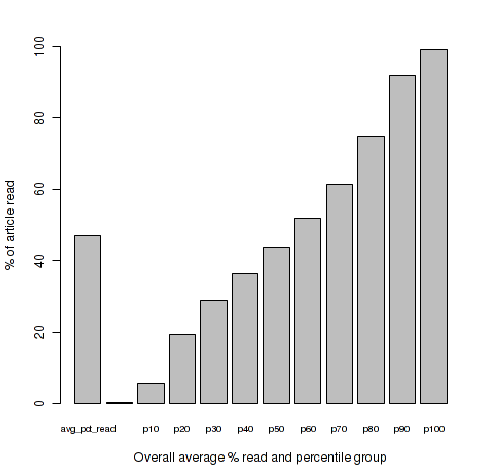 100
80
60
40
20
0
% of article read
avg_pct_read p10 p20 p30 p40 p50 p60 p70 p80 p90 p100
Overall average % read and percentile group